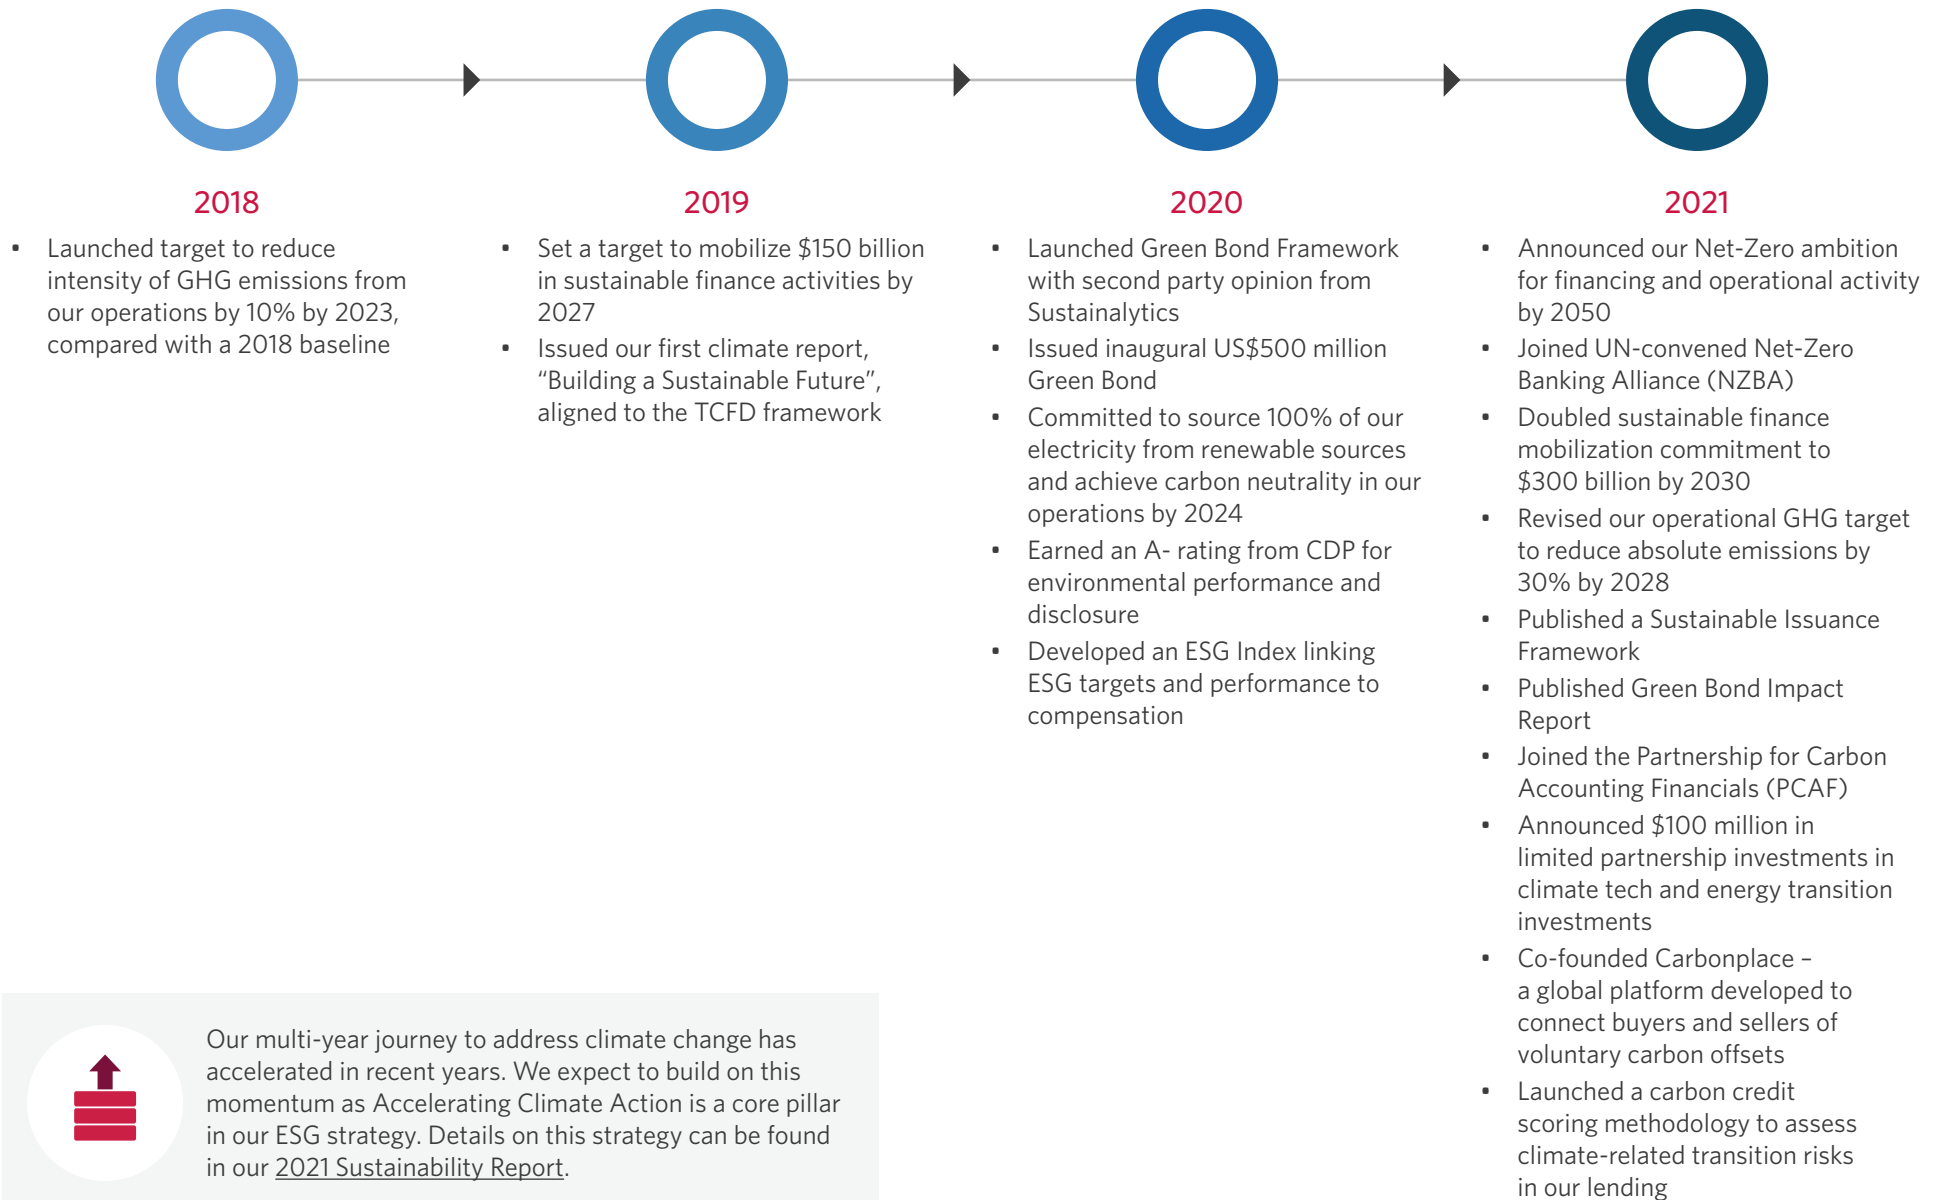 2018
• Launched target to reduce
intensity of GHG emissions from
our operations by 10% by 2023,
compared with a 2018 baseline
2019
• Set a target to mobilize $150 billion
in sustainable finance activities by
2027
• Issued our first climate report,
“Building a Sustainable Future”,
aligned to the TCFD framework
2020
• Launched Green Bond Framework
with second party opinion from
Sustainalytics
• Issued inaugural US$500 million
Green Bond
• Committed to source 100% of our
electricity from renewable sources
and achieve carbon neutrality in our
operations by 2024
• Earned an A- rating from CDP for
environmental performance and
disclosure
• Developed an ESG Index linking
ESG targets and performance to
compensation
2021
• Announced our Net-Zero ambition
for financing and operational activity
by 2050
• Joined UN-convened Net-Zero
Banking Alliance (NZBA)
• Doubled sustainable finance
mobilization commitment to
$300 billion by 2030
• Revised our operational GHG target
to reduce absolute emissions by
30% by 2028
• Published a Sustainable Issuance
Framework
• Published Green Bond Impact
Report
• Joined the Partnership for Carbon
Accounting Financials (PCAF)
• Announced $100 million in
limited partnership investments in
climate tech and energy transition
investments
• Co-founded Carbonplace –
a global platform developed to
connect buyers and sellers of
voluntary carbon offsets
• Launched a carbon credit
scoring methodology to assess
climate-related transition risks
in our lending
Our multi-year journey to address climate change has
accelerated in recent years. We expect to build on this
momentum as Accelerating Climate Action is a core pillar
in our ESG strategy. Details on this strategy can be found
in our 2021 Sustainability Report.